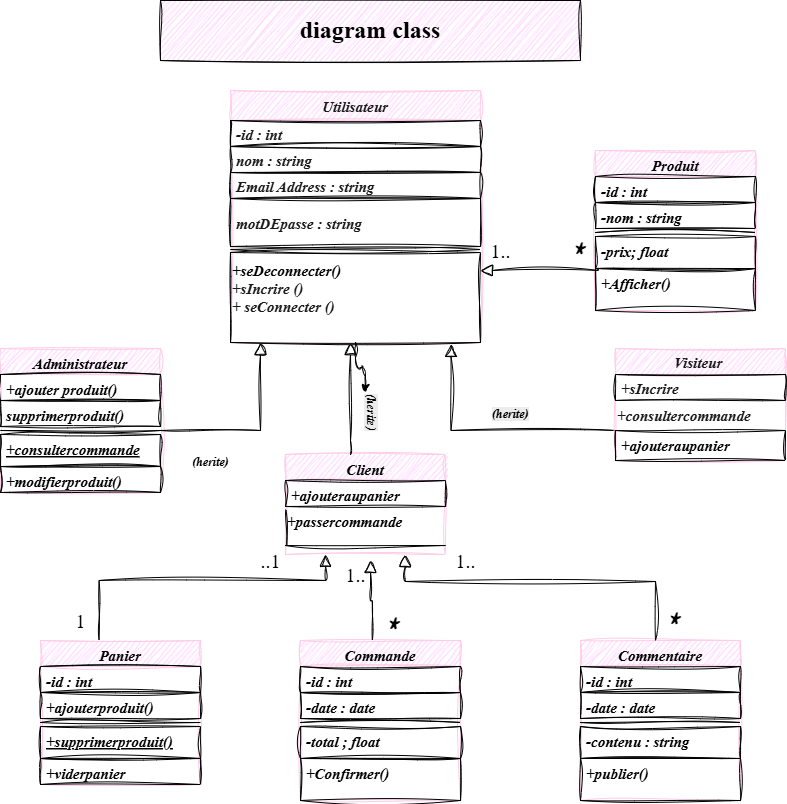 diagram class
Utilisateur
-id : int
nom : string
Email Address : string
motDEpasse : string
+seDeconnecter()
+sIncrire ()
+ seConnecter ()
Produit
-id : int
-nom : string
-prix; float
+Afficher()
1..
*
Administrateur
+ajouter produit()
supprimerproduit()
+consultercommande
+modifierproduit()
(herite)
(herite )
(herite)
Visiteur
+sIncrire
+consultercommande
+ajouteraupanier
Client
+ajouteraupanier
+passercommande
..1
1..
1..
1
*
*
Panier
-id : int
+ajouterproduit()
+supprimerproduit()
+viderpanier
Commande
-id : int
-date : date
-total ; float
+Confirmer()
Commentaire
-id : int
-date : date
-contenu : string
+publier()